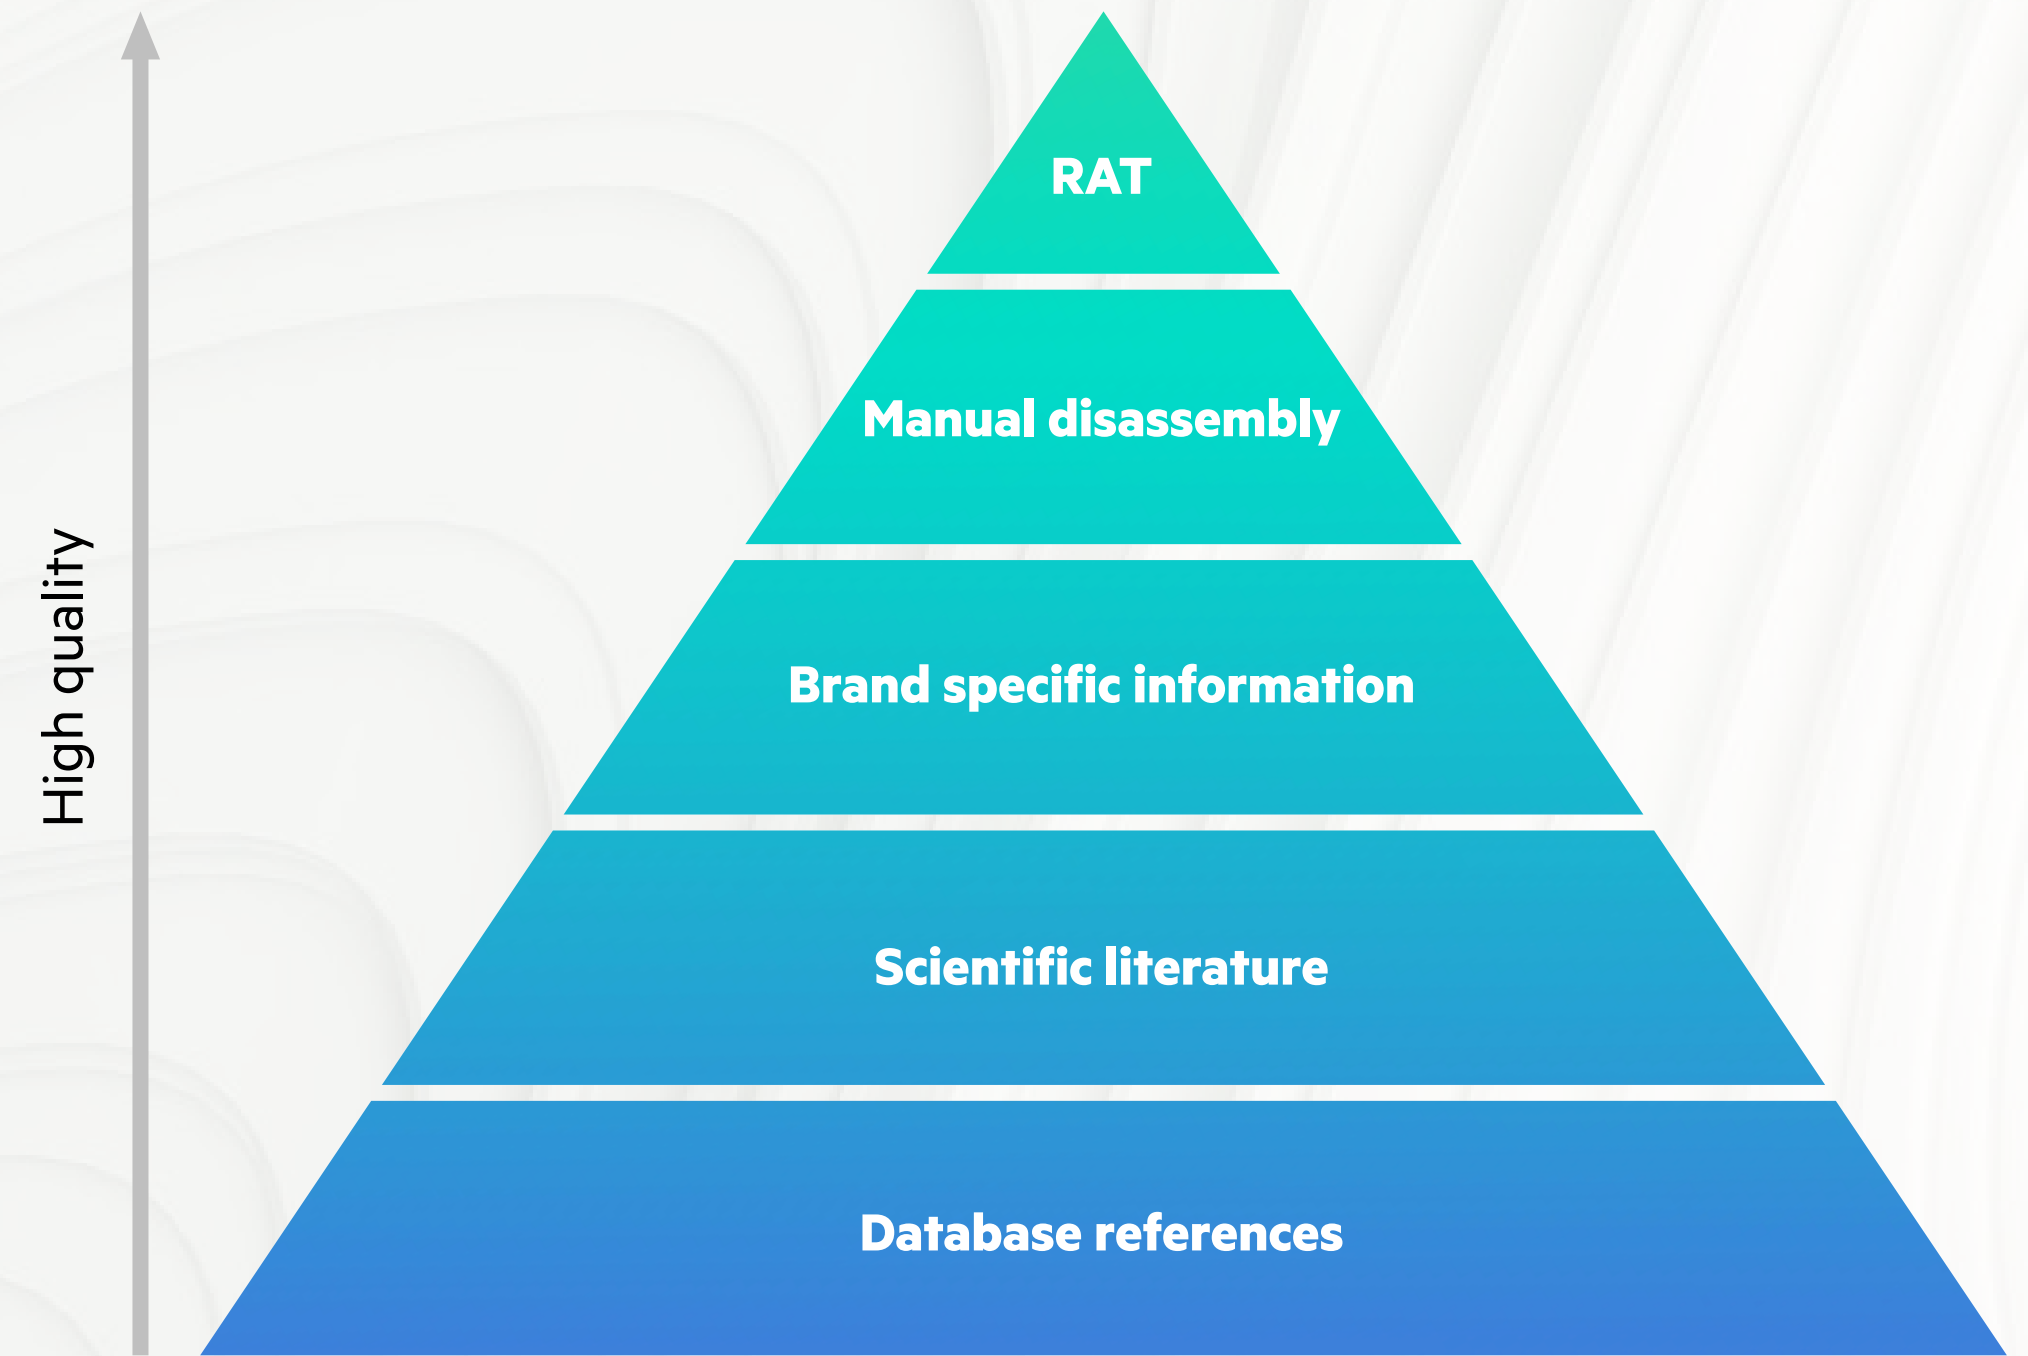 RAT
Manual disassembly
High quality
Brand specific information
Scientific literature
Database references